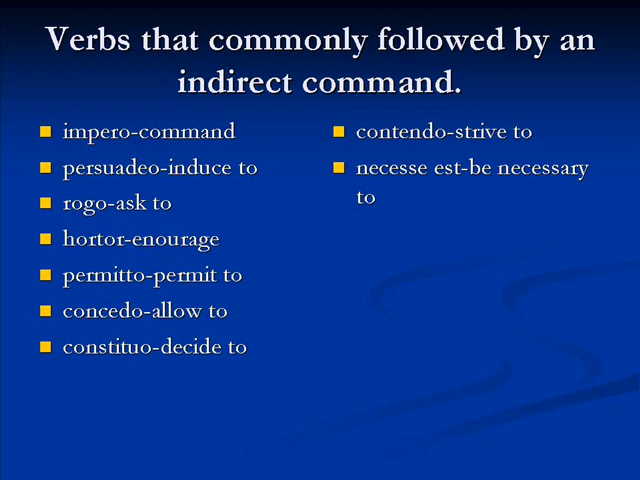 Verbs that commonly followed by an
indirect command.
impero-command
persuadeo-induce to
rogo-ask to
hortor-enourage
permitto-permit to
concedo-allow to
constituo-decide to
contendo-strive to
necesse est-be necessary
to